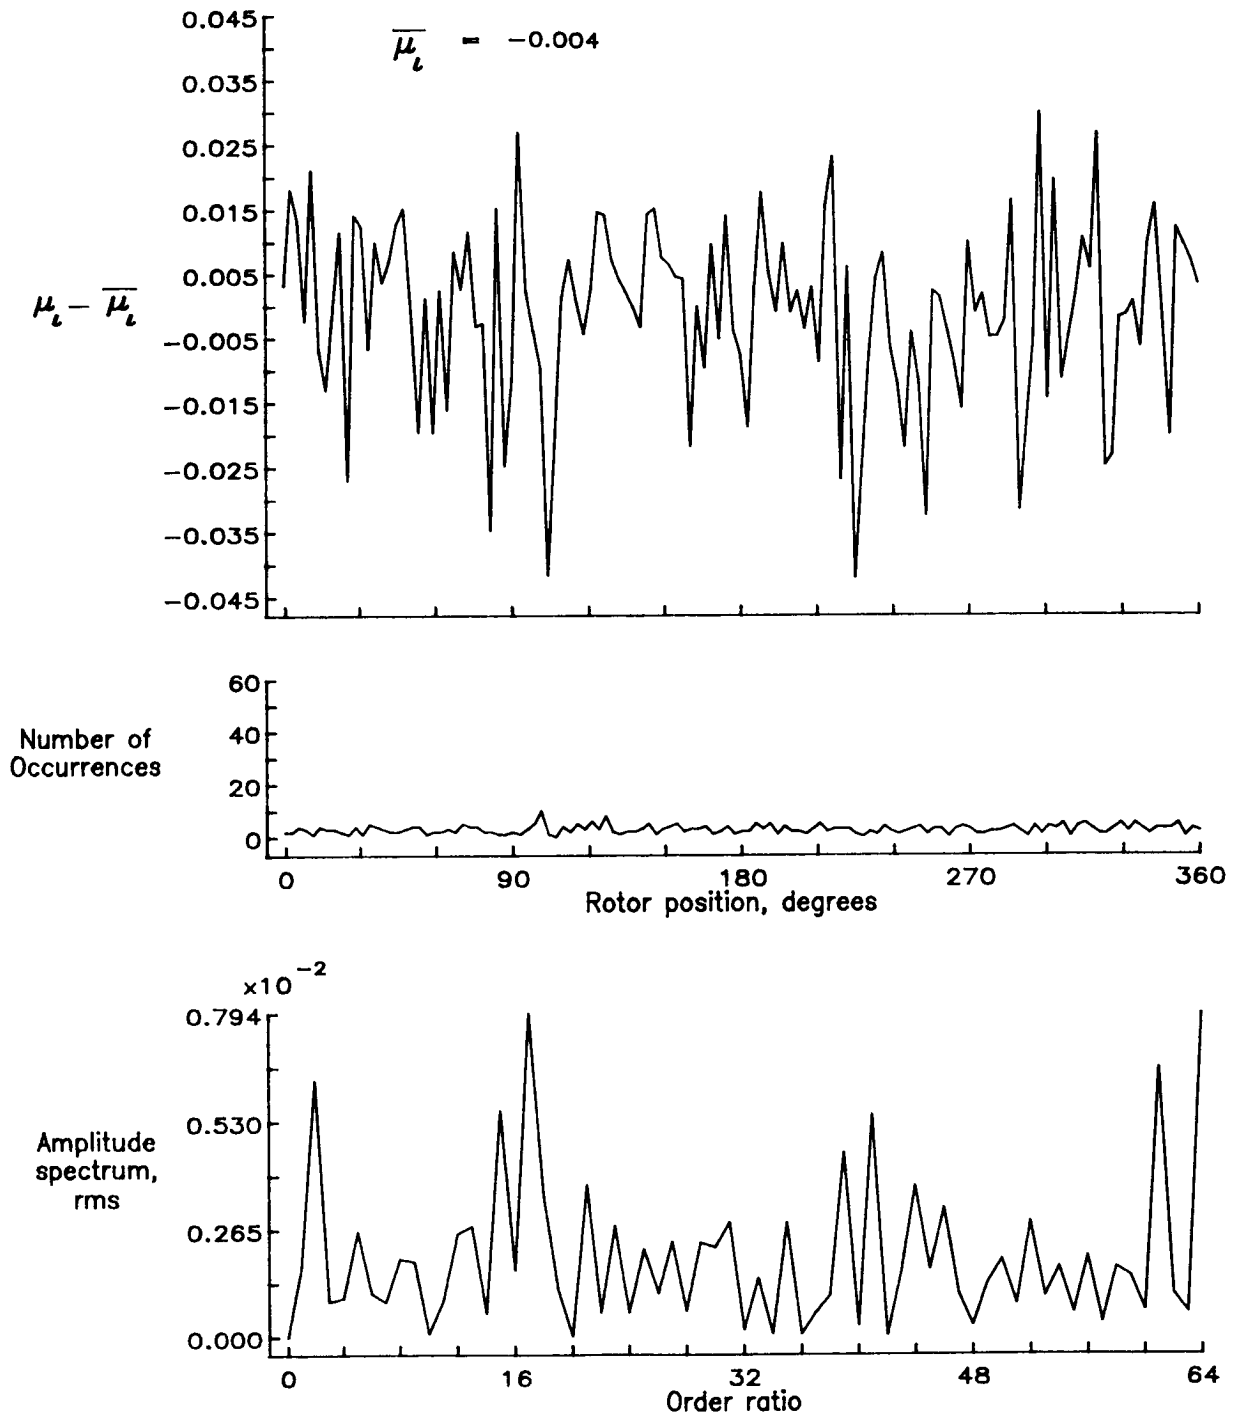 0.045
μ̅ι = −0.004
0.035
0.025
0.015
0.005
μι − μ̅ι
−0.005
−0.015
−0.025
−0.035
−0.045
60
Number of
40
Occurrences
20
0
0 90 180 270 360
Rotor position, degrees
x10⁻²
0.794
0.530
Amplitude
spectrum,
rms
0.265
0.000
0 16 32 48 64
Order ratio